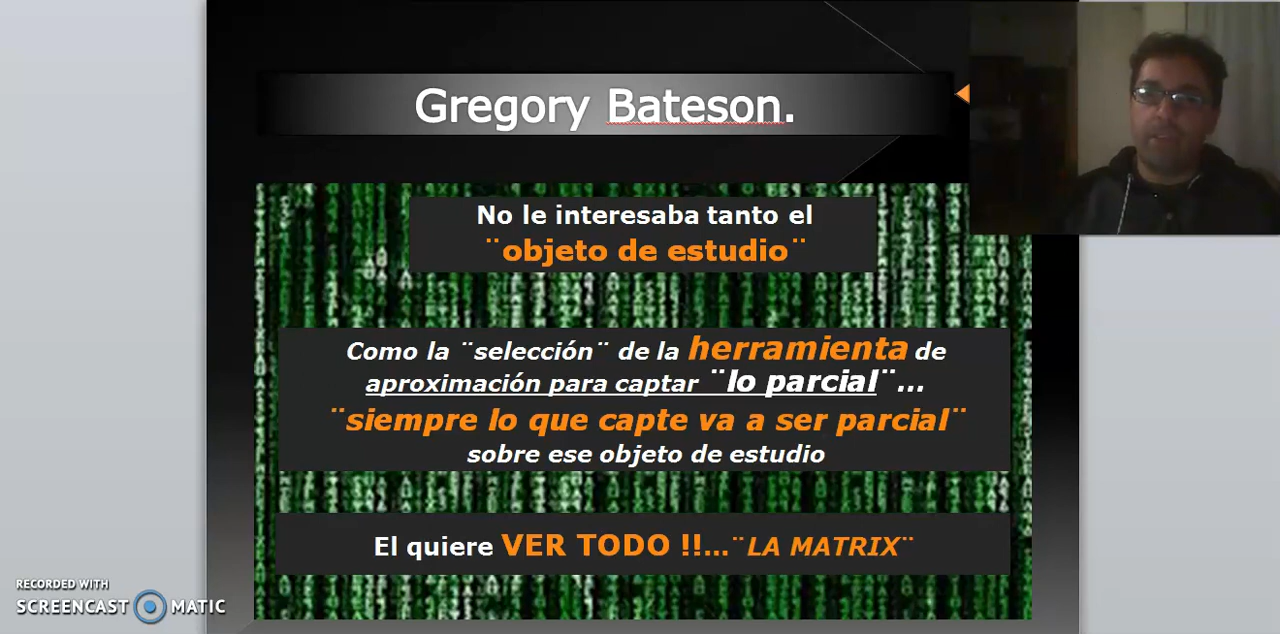 Gregory Bateson.
No le interesaba tanto el
¨objeto de estudio¨
Como la ¨selección¨ de la herramienta de
aproximación para captar ¨lo parcial¨...
¨siempre lo que capte va a ser parcial¨
sobre ese objeto de estudio
El quiere VER TODO !!...¨LA MATRIX¨
RECORDED WITH
SCREENCAST MATIC